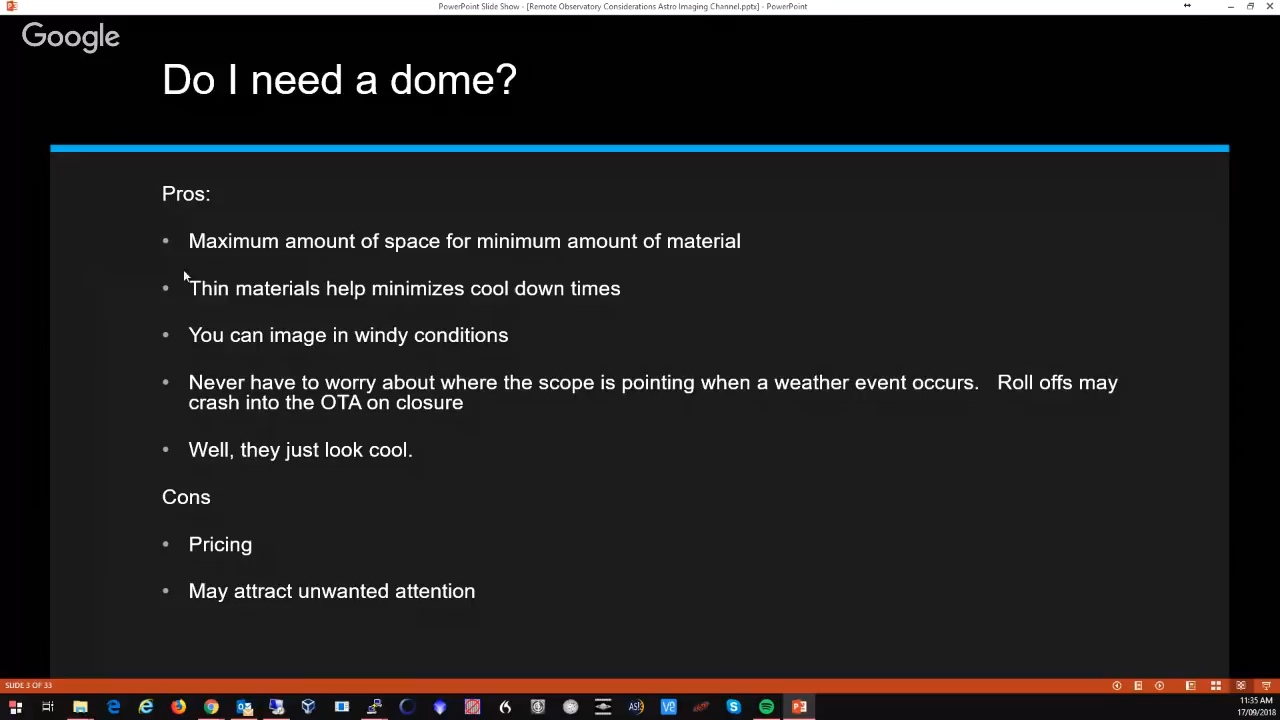 PowerPoint Slide Show - [Remote Observatory Considerations Astro Imaging Channel.pptx] - PowerPoint
Google
Do I need a dome?
Pros:
• Maximum amount of space for minimum amount of material
• Thin materials help minimizes cool down times
• You can image in windy conditions
• Never have to worry about where the scope is pointing when a weather event occurs. Roll offs may
crash into the OTA on closure
• Well, they just look cool.
Cons
• Pricing
• May attract unwanted attention
SLIDE 3 OF 33
11:35 AM
17/09/2018